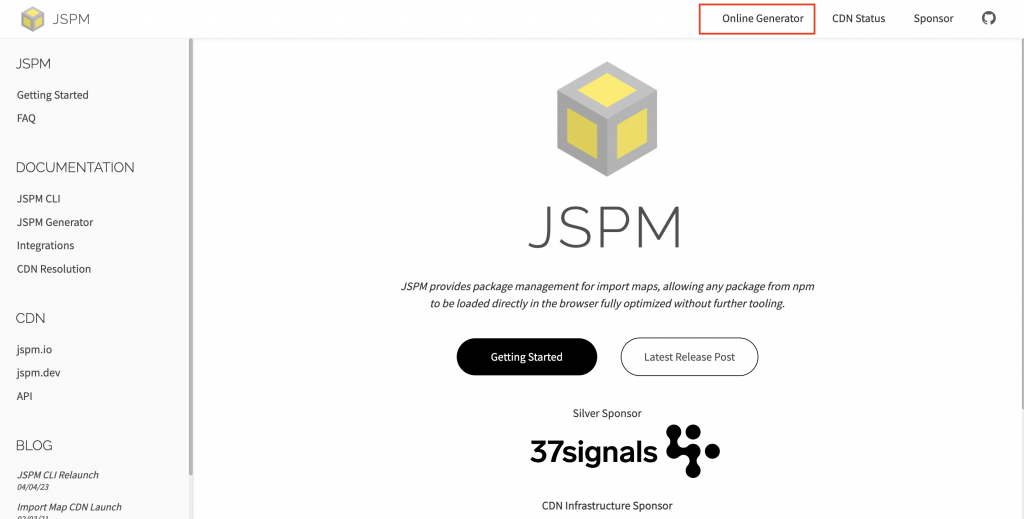 JSPM
Online Generator
CDN Status
Sponsor
JSPM
Getting Started
FAQ
DOCUMENTATION
JSPM CLI
JSPM Generator
Integrations
CDN Resolution
CDN
jspm.io
jspm.dev
API
BLOG
JSPM CLI Relaunch
04/04/23
Import Map CDN Launch
JSPM
JSPM provides package management for import maps, allowing any package from npm
to be loaded directly in the browser fully optimized without further tooling.
Getting Started
Latest Release Post
Silver Sponsor
37signals
CDN Infrastructure Sponsor